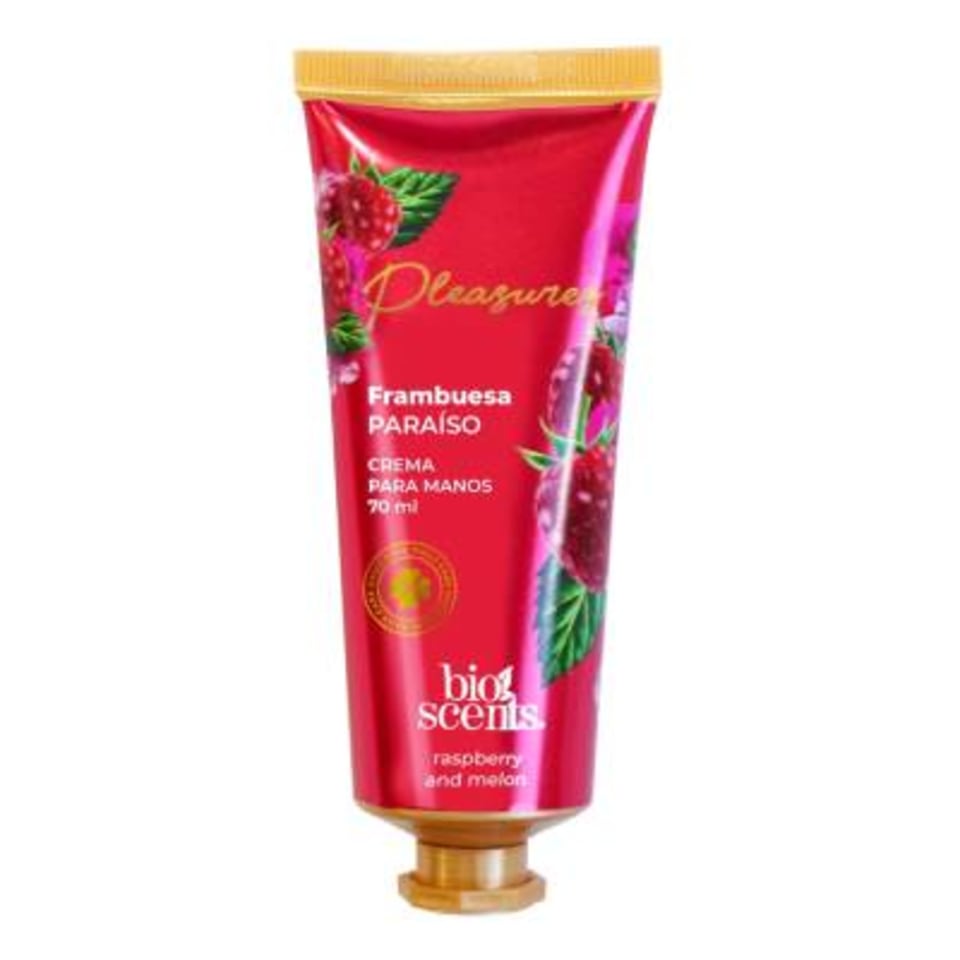 Pleasures
Frambuesa
PARAÍSO
CREMA
PARA MANOS
70 ml
bio
scents
raspberry
and melon